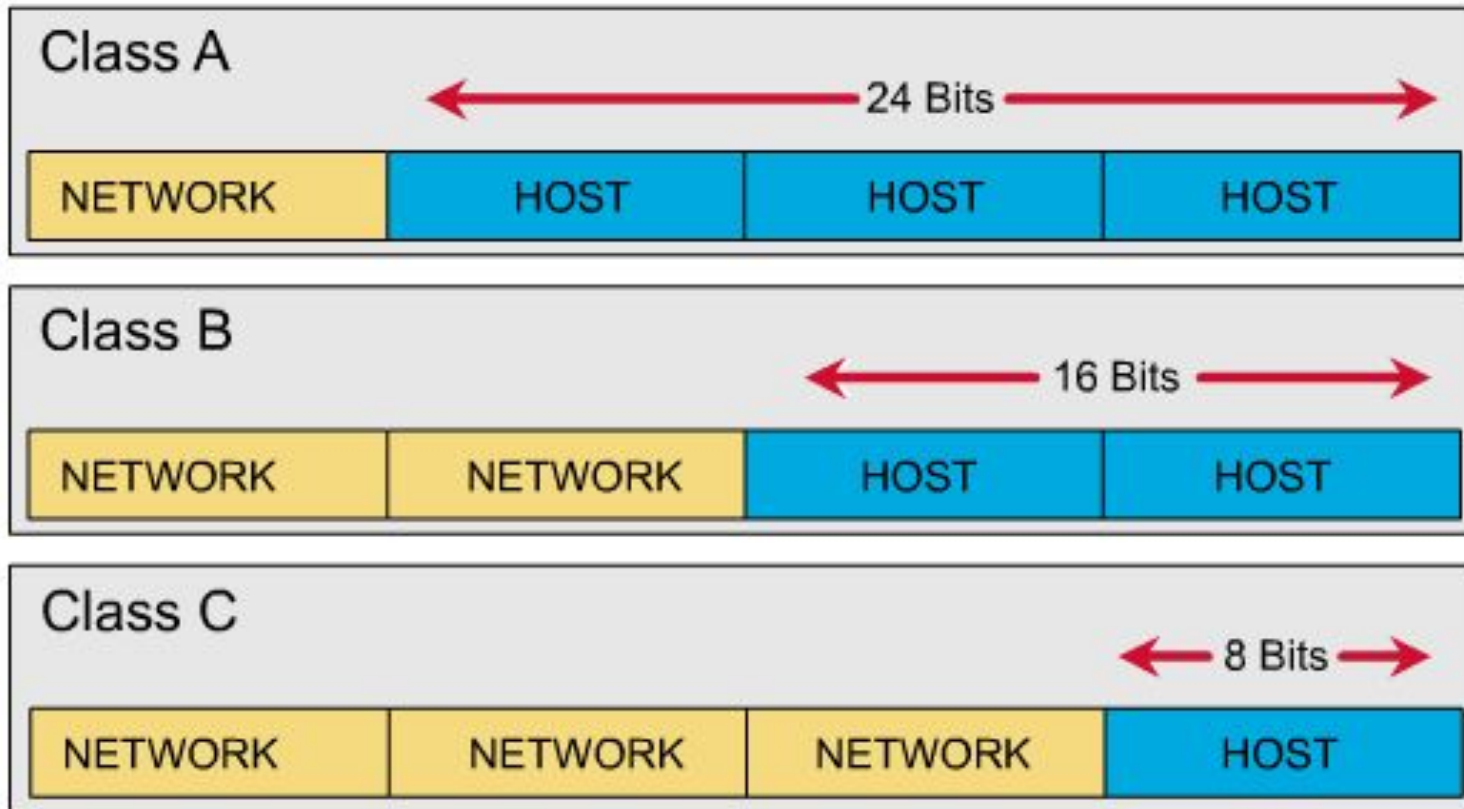 Class A
24 Bits
NETWORK HOST HOST HOST
Class B
16 Bits
NETWORK NETWORK HOST HOST
Class C
8 Bits
NETWORK NETWORK NETWORK HOST